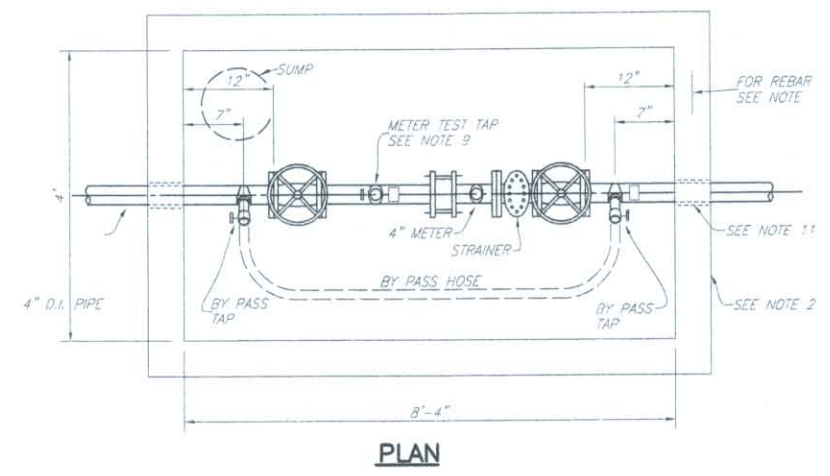 SUMP
12"
12"
7"
7"
FOR REBAR
SEE NOTE
METER TEST TAP
SEE NOTE 9
4'
4" METER
STRAINER
SEE NOTE 11
BY PASS HOSE
4" D.I. PIPE
BY PASS
TAP
BY PASS
TAP
SEE NOTE 2
8'-4"
PLAN